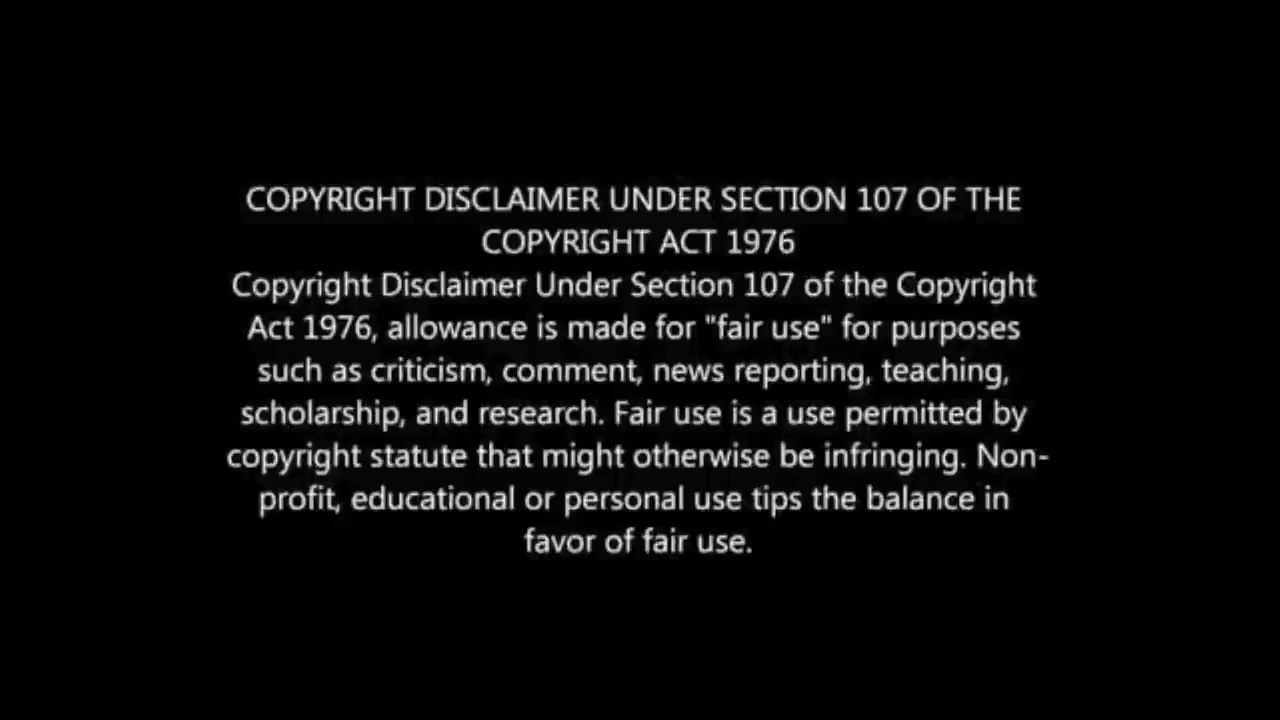 COPYRIGHT DISCLAIMER UNDER SECTION 107 OF THE
COPYRIGHT ACT 1976
Copyright Disclaimer Under Section 107 of the Copyright
Act 1976, allowance is made for "fair use" for purposes
such as criticism, comment, news reporting, teaching,
scholarship, and research. Fair use is a use permitted by
copyright statute that might otherwise be infringing. Non-
profit, educational or personal use tips the balance in
favor of fair use.